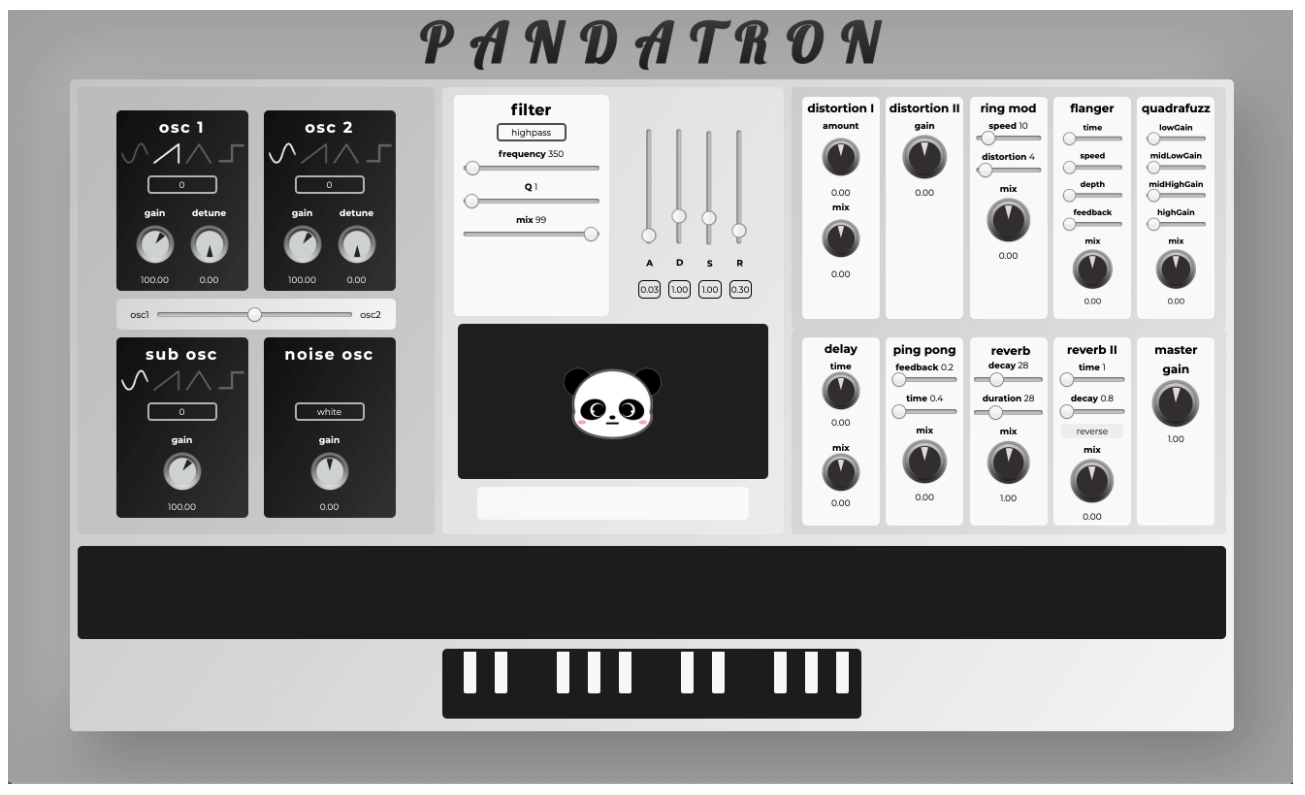 PANDATRON
osc 1
0
gain detune
100.00 0.00
osc 2
0
gain detune
100.00 0.00
osc1 osc2
sub osc
0
gain
100.00
noise osc
white
gain
0.00
filter
highpass
frequency 350
Q 1
mix 99
A D S R
0.03 1.00 1.00 0.30
distortion I
amount
0.00
mix
0.00
distortion II
gain
0.00
ring mod
speed 10
distortion 4
mix
0.00
flanger
time
speed
depth
feedback
mix
0.00
quadrafuzz
lowGain
midLowGain
midHighGain
highGain
mix
0.00
delay
time
0.00
mix
0.00
ping pong
feedback 0.2
time 0.4
mix
0.00
reverb
decay 28
duration 28
mix
1.00
reverb II
time 1
decay 0.8
reverse
mix
0.00
master
gain
1.00